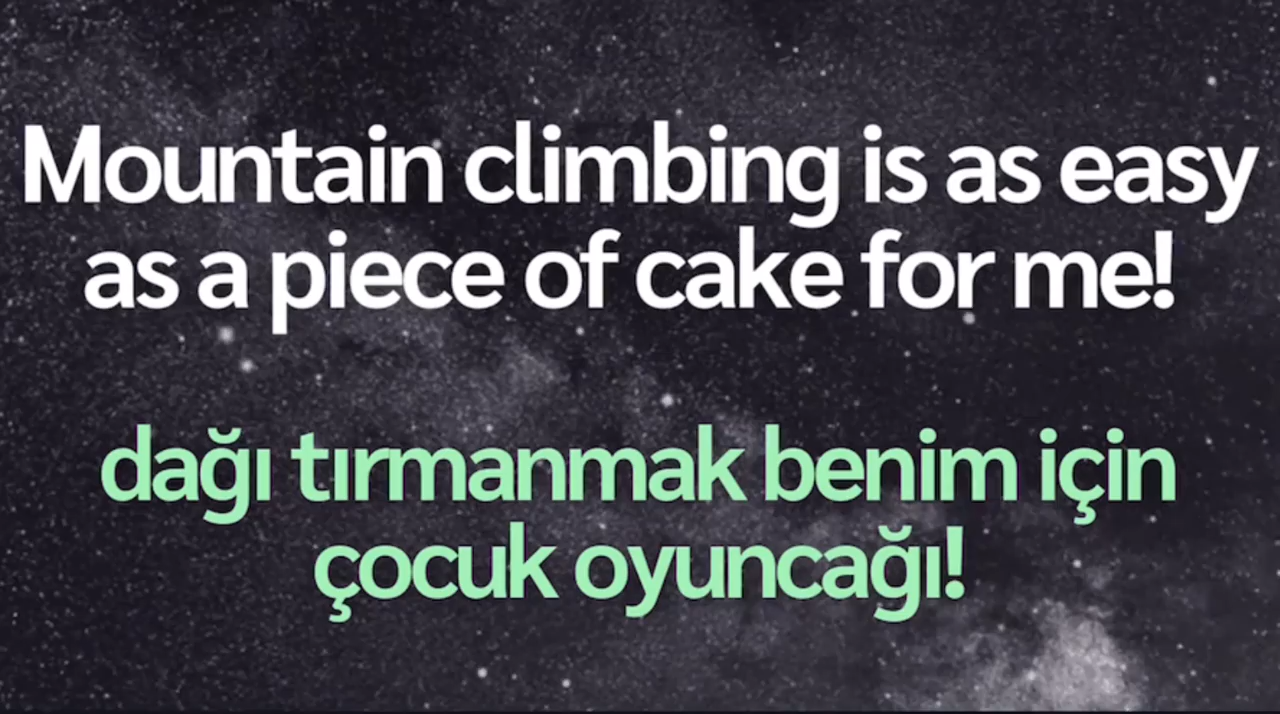 Mountain climbing is as easy
as a piece of cake for me!
dağı tırmanmak benim için
çocuk oyuncağı!